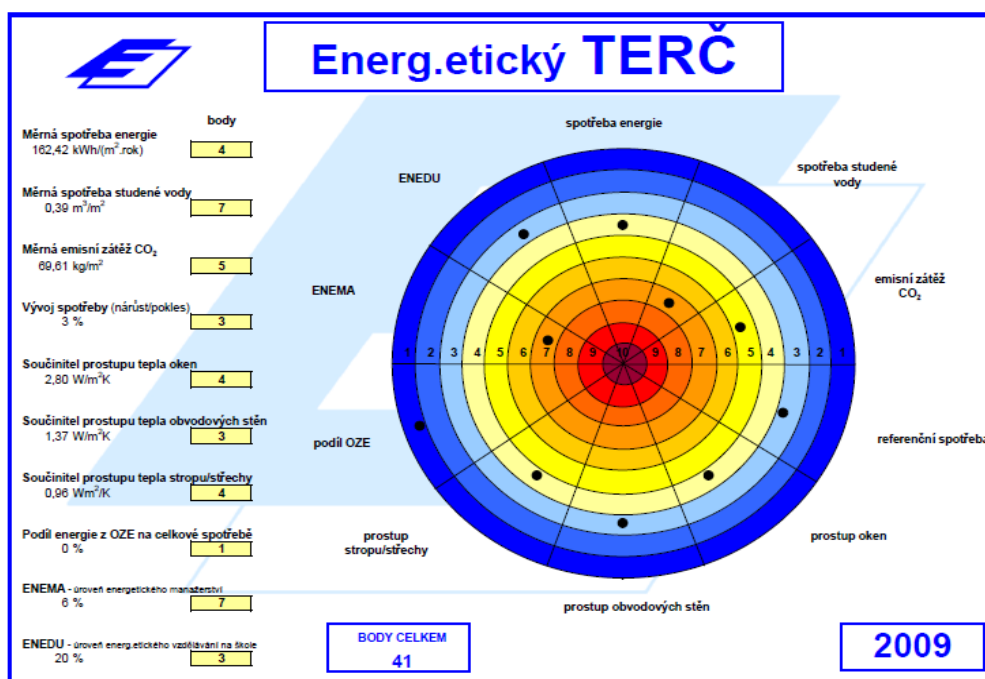 Energ.etický TERČ
body
Měrná spotřeba energie
162,42 kWh/(m².rok)
4
Měrná spotřeba studené vody
0,39 m³/m²
7
Měrná emisní zátěž CO₂
69,61 kg/m²
5
Vývoj spotřeby (nárůst/pokles)
3 %
3
Součinitel prostupu tepla oken
2,80 W/m²K
4
Součinitel prostupu tepla obvodových stěn
1,37 W/m²K
3
Součinitel prostupu tepla stropu/střechy
0,96 Wm²/K
4
Podíl energie z OZE na celkové spotřebě
0 %
1
ENEMA - úroveň energetického manažerství
6 %
7
ENEDU - úroveň energ.etického vzdělávání na škole
20 %
3
spotřeba energie
spotřeba studené
vody
emisní zátěž
CO₂
referenční spotřeba
prostup oken
prostup obvodových stěn
prostup
stropu/střechy
podíl OZE
ENEMA
ENEDU
1 2 3 4 5 6 7 8 9 10 9 8 7 6 5 4 3 2 1
BODY CELKEM
41
2009